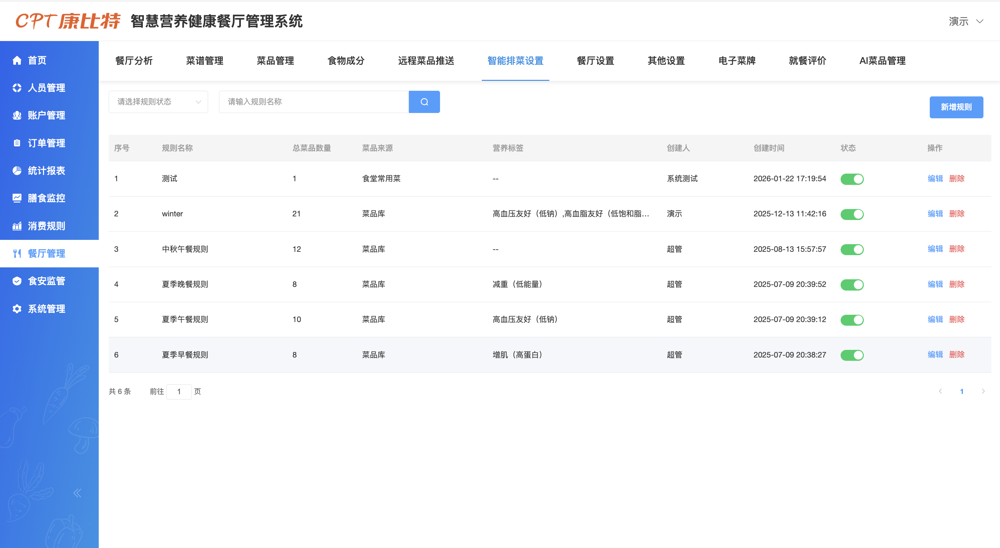 CPT康比特 智慧营养健康餐厅管理系统 演示
首页
人员管理
账户管理
订单管理
统计报表
膳食监控
消费规则
餐厅管理
食安监管
系统管理
餐厅分析 菜谱管理 菜品管理 食物成分 远程菜品推送 智能排菜设置 餐厅设置 其他设置 电子菜牌 就餐评价 AI菜品管理
请选择规则状态 请输入规则名称
新增规则
序号 规则名称 总菜品数量 菜品来源 营养标签 创建人 创建时间 状态 操作
1 测试 1 食堂常用菜 -- 系统测试 2026-01-22 17:19:54 编辑 删除
2 winter 21 菜品库 高血压友好（低钠）,高血脂友好（低饱和脂... 演示 2025-12-13 11:42:16 编辑 删除
3 中秋午餐规则 12 菜品库 -- 超管 2025-08-13 15:57:57 编辑 删除
4 夏季晚餐规则 8 菜品库 减重（低能量） 超管 2025-07-09 20:39:52 编辑 删除
5 夏季午餐规则 10 菜品库 高血压友好（低钠） 超管 2025-07-09 20:39:12 编辑 删除
6 夏季早餐规则 8 菜品库 增肌（高蛋白） 超管 2025-07-09 20:38:27 编辑 删除
共 6 条 前往 1 页 1